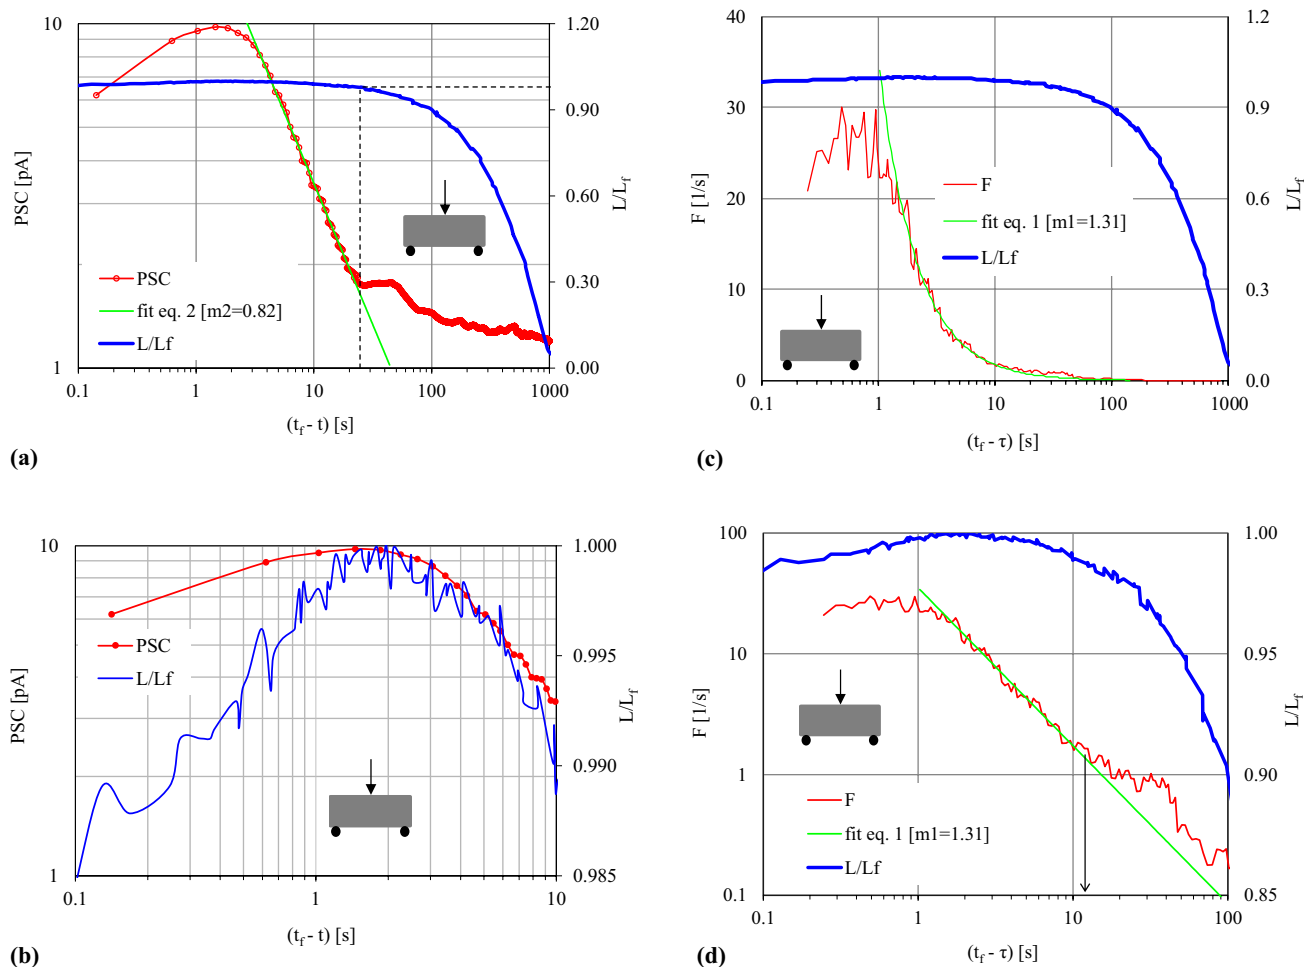 10
1
PSC [pA]
1.20
0.90
0.60
0.30
0.00
L/Lf
PSC
fit eq. 2 [m2=0.82]
L/Lf
0.1
1
10
100
1000
(tf - t) [s]
(a)
40
30
20
10
0
F [1/s]
1.2
0.9
0.6
0.3
0.0
L/Lf
F
fit eq. 1 [m1=1.31]
L/Lf
0.1
1
10
100
1000
(tf - τ) [s]
(c)
10
1
PSC [pA]
1.000
0.995
0.990
0.985
L/Lf
PSC
L/Lf
0.1
1
10
(tf - t) [s]
(b)
100
10
1
0.1
F [1/s]
1.00
0.95
0.90
0.85
L/Lf
F
fit eq. 1 [m1=1.31]
L/Lf
0.1
1
10
100
(tf - τ) [s]
(d)